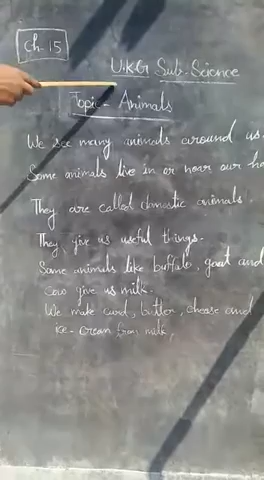 Ch. 15
U.K.G Sub-Science
Topic - Animals
We see many animals around us.
Some animals live in or near our ho
They are called domestic animals.
They give us useful things.
Some animals like buffalo, goat and
cow give us milk.
We make curd, butter, cheese and
ice-cream from milk,